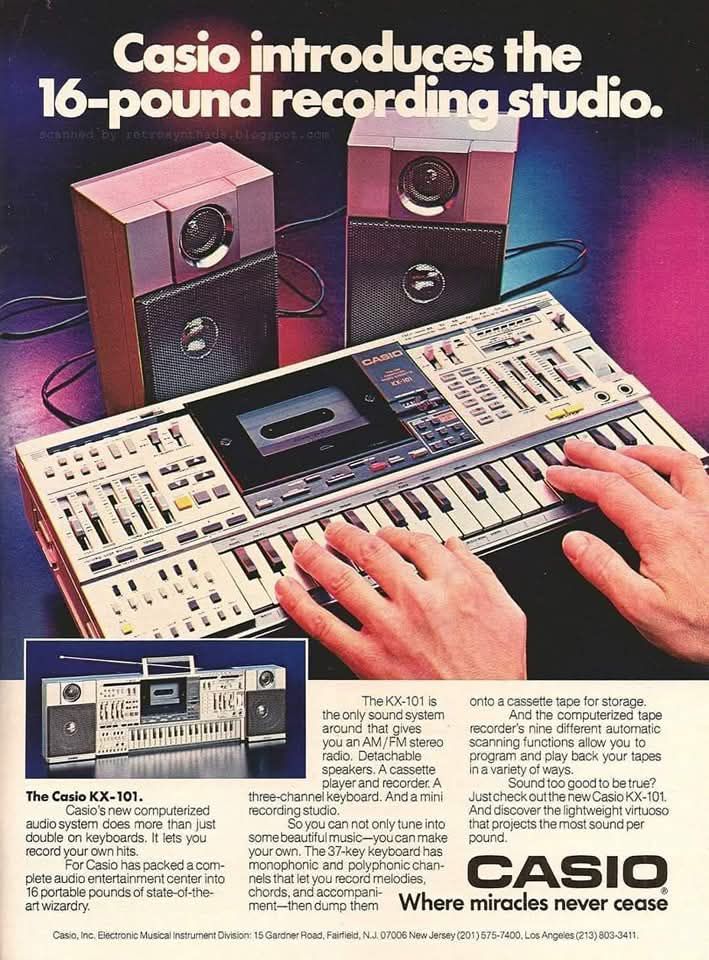 Casio introduces the
16-pound recording studio.
scanned by retrosynthads.blogspot.com
CASIO
KX-101
The Casio KX-101.
Casio's new computerized
audio system does more than just
double on keyboards. It lets you
record your own hits.
For Casio has packed a com-
plete audio entertainment center into
16 portable pounds of state-of-the-
art wizardry.
The KX-101 is
the only sound system
around that gives
you an AM/FM stereo
radio. Detachable
speakers. A cassette
player and recorder. A
three-channel keyboard. And a mini
recording studio.
So you can not only tune into
some beautiful music—you can make
your own. The 37-key keyboard has
monophonic and polyphonic chan-
nels that let you record melodies,
chords, and accompani-
ment—then dump them
onto a cassette tape for storage.
And the computerized tape
recorder's nine different automatic
scanning functions allow you to
program and play back your tapes
in a variety of ways.
Sound too good to be true?
Just check out the new Casio KX-101.
And discover the lightweight virtuoso
that projects the most sound per
pound.
CASIO®
Where miracles never cease
Casio, Inc. Electronic Musical Instrument Division: 15 Gardner Road, Fairfield, N.J. 07006 New Jersey (201) 575-7400, Los Angeles (213) 803-3411.